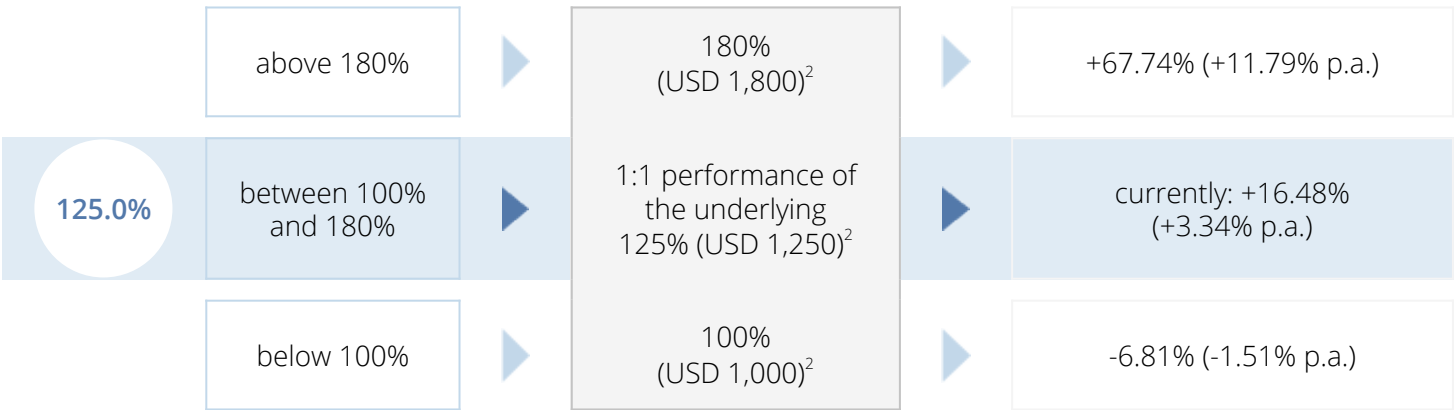 above 180%
180%
(USD 1,800)2
+67.74% (+11.79% p.a.)
125.0%
between 100%
and 180%
1:1 performance of
the underlying
125% (USD 1,250)2
currently: +16.48%
(+3.34% p.a.)
below 100%
100%
(USD 1,000)2
-6.81% (-1.51% p.a.)